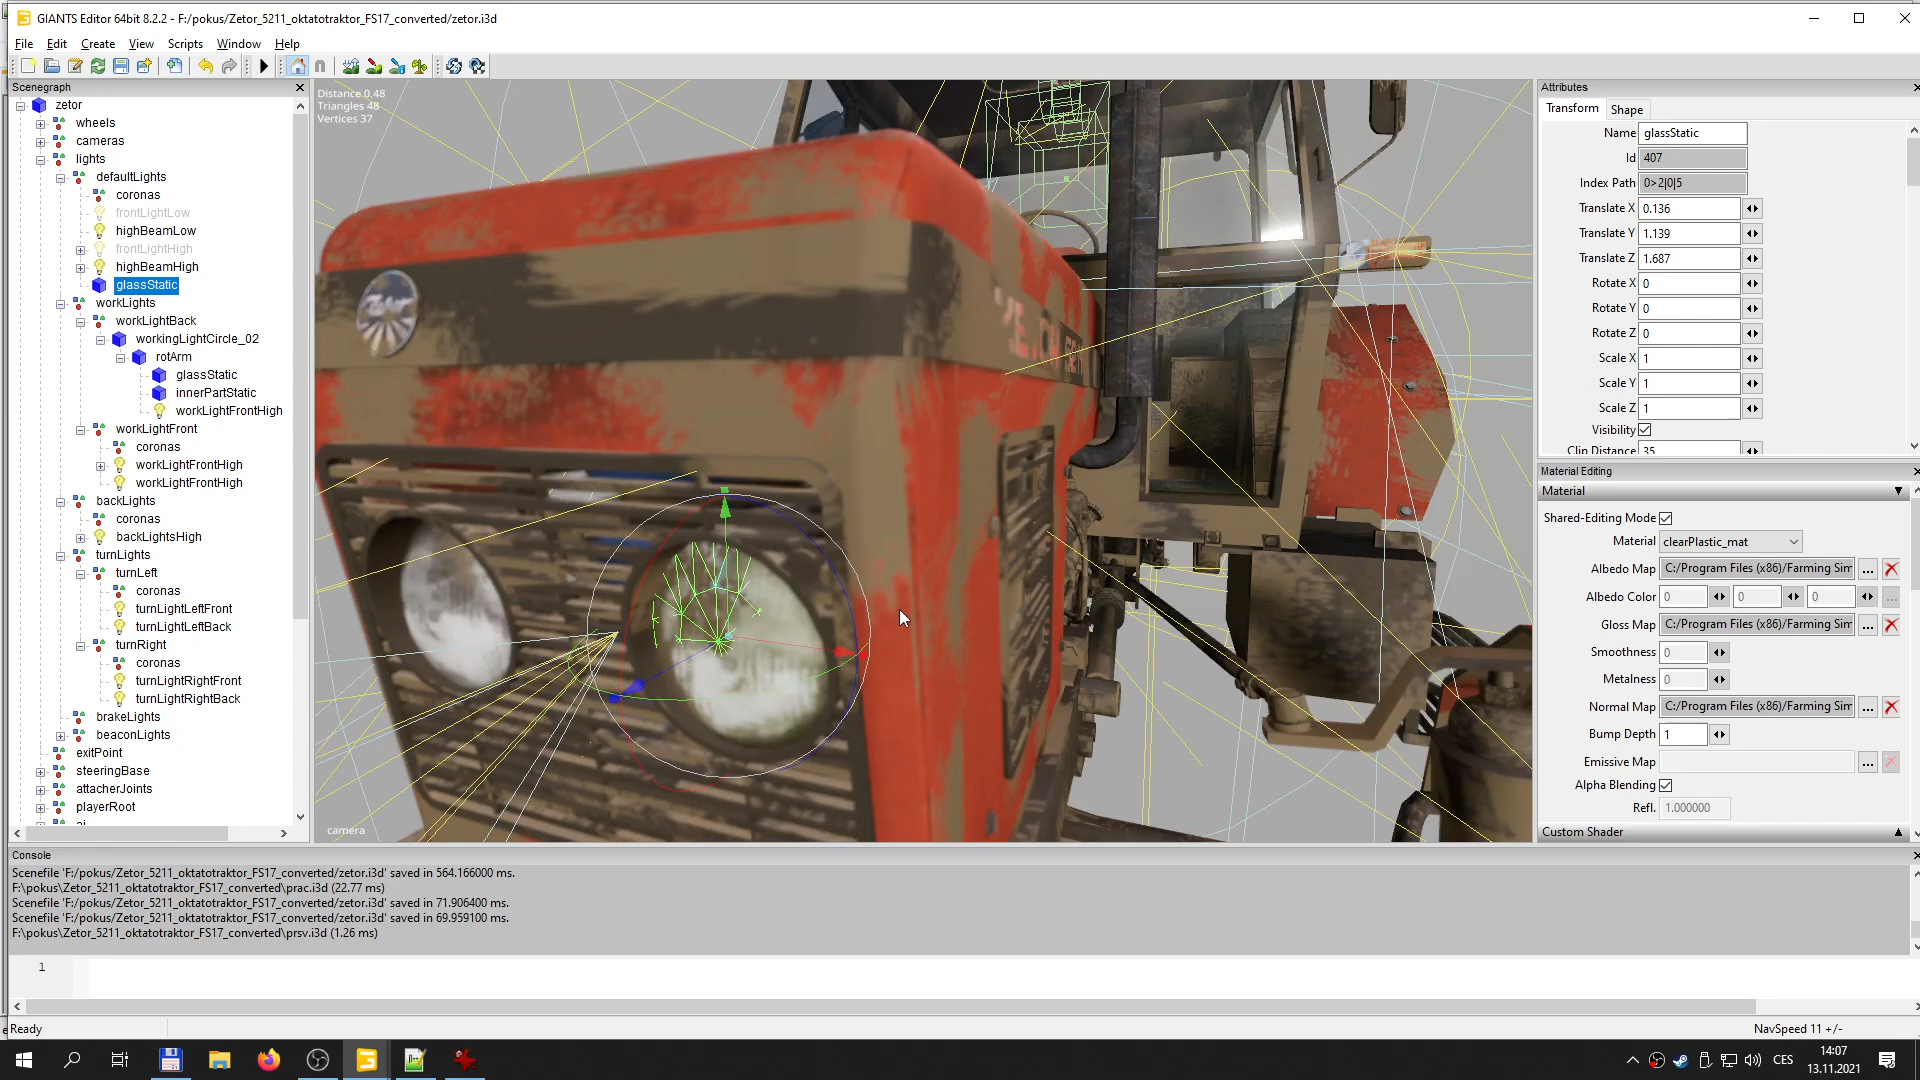 GIANTS Editor 64bit 8.2.2 - F:/pokus/Zetor_5211_oktatotraktor_FS17_converted/zetor.i3d
File Edit Create View Scripts Window Help
Scenegraph
zetor
wheels
cameras
lights
defaultLights
coronas
frontLightLow
highBeamLow
frontLightHigh
highBeamHigh
glassStatic
workLights
workLightBack
workingLightCircle_02
rotArm
glassStatic
innerPartStatic
workLightFrontHigh
workLightFront
coronas
workLightFrontHigh
workLightFrontHigh
backLights
coronas
backLightsHigh
turnLights
turnLeft
coronas
turnLightLeftFront
turnLightLeftBack
turnRight
coronas
turnLightRightFront
turnLightRightBack
brakeLights
beaconLights
exitPoint
steeringBase
attacherJoints
playerRoot
ai
Distance 0.48
Triangles 48
Vertices 37
camera
Attributes
Transform Shape
Name glassStatic
Id 407
Index Path 0>2|0|5
Translate X 0.136
Translate Y 1.139
Translate Z 1.687
Rotate X 0
Rotate Y 0
Rotate Z 0
Scale X 1
Scale Y 1
Scale Z 1
Visibility
Clip Distance 35
Material Editing
Material
Shared-Editing Mode
Material clearPlastic_mat
Albedo Map C:/Program Files (x86)/Farming Sim ...
Albedo Color 0 0 0 ...
Gloss Map C:/Program Files (x86)/Farming Sim ...
Smoothness 0
Metalness 0
Normal Map C:/Program Files (x86)/Farming Sim ...
Bump Depth 1
Emissive Map ...
Alpha Blending
Refl. 1.000000
Custom Shader
Console
Scenefile 'F:/pokus/Zetor_5211_oktatotraktor_FS17_converted/zetor.i3d' saved in 564.166000 ms.
F:\pokus\Zetor_5211_oktatotraktor_FS17_converted\prac.i3d (22.77 ms)
Scenefile 'F:/pokus/Zetor_5211_oktatotraktor_FS17_converted/zetor.i3d' saved in 71.906400 ms.
Scenefile 'F:/pokus/Zetor_5211_oktatotraktor_FS17_converted/zetor.i3d' saved in 69.959100 ms.
F:\pokus\Zetor_5211_oktatotraktor_FS17_converted\prsv.i3d (1.26 ms)
1
Ready
NavSpeed 11 +/-
CES
14:07
13.11.2021